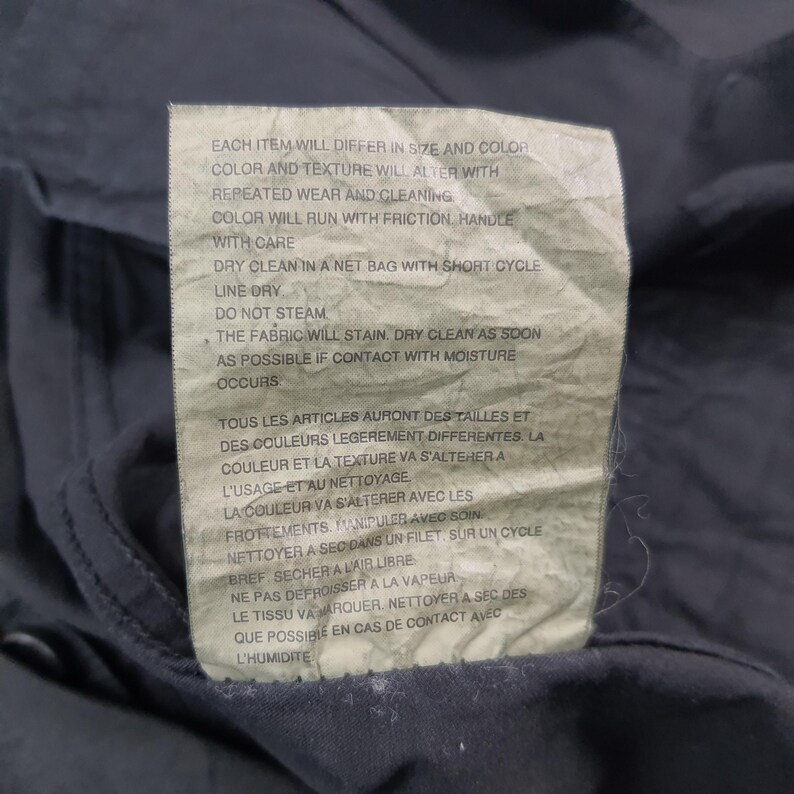 EACH ITEM WILL DIFFER IN SIZE AND COLOR
COLOR AND TEXTURE WILL ALTER WITH
REPEATED WEAR AND CLEANING.
COLOR WILL RUN WITH FRICTION. HANDLE
WITH CARE
DRY CLEAN IN A NET BAG WITH SHORT CYCLE.
LINE DRY.
DO NOT STEAM.
THE FABRIC WILL STAIN. DRY CLEAN AS SOON
AS POSSIBLE IF CONTACT WITH MOISTURE
OCCURS.
TOUS LES ARTICLES AURONT DES TAILLES ET
DES COULEURS LEGEREMENT DIFFERENTES. LA
COULEUR ET LA TEXTURE VA S'ALTERER A
L'USAGE ET AU NETTOYAGE.
LA COULEUR VA S'ALTERER AVEC LES
FROTTEMENTS. MANIPULER AVEC SOIN.
NETTOYER A SEC DANS UN FILET. SUR UN CYCLE
BREF. SECHER A L'AIR LIBRE.
NE PAS DEFROISSER A LA VAPEUR
LE TISSU VA MARQUER. NETTOYER A SEC DES
QUE POSSIBLE EN CAS DE CONTACT AVEC
L'HUMIDITE.